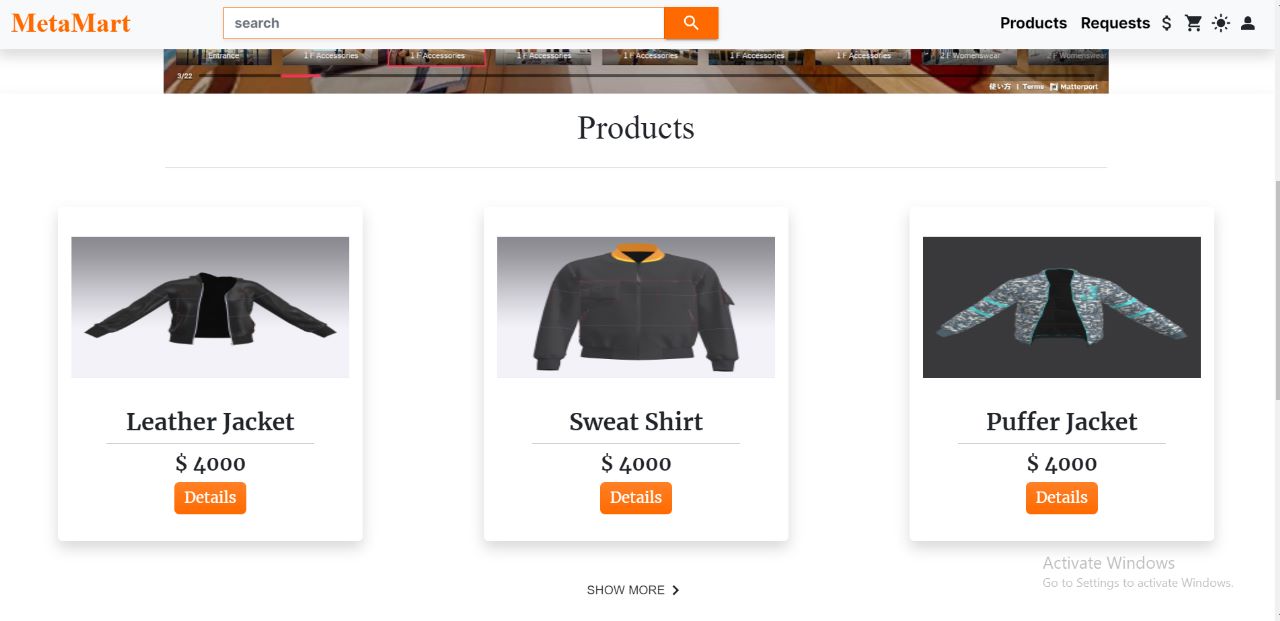 MetaMart
search
Products Requests $
Entrance 1 F Accessories 1 F Accessories 1 F Accessories 1 F Accessories 1 F Accessories 1 F Accessories 2 F Womenswear 2 F Womenswear
3/22
使い方 | Terms Matterport
Products
Leather Jacket
$ 4000
Details
Sweat Shirt
$ 4000
Details
Puffer Jacket
$ 4000
Details
SHOW MORE
Activate Windows
Go to Settings to activate Windows.